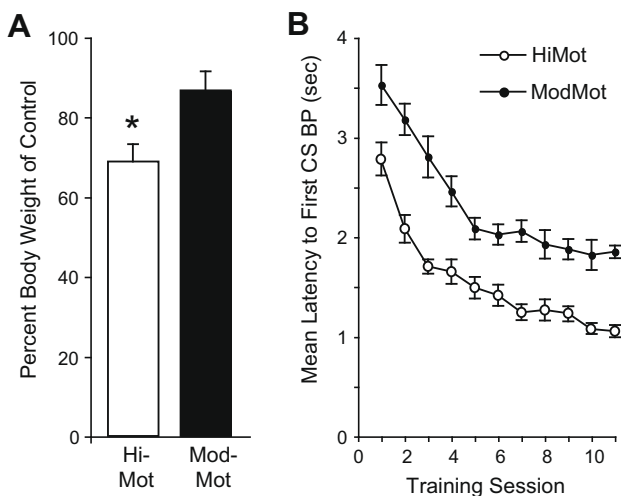 A
Percent Body Weight of Control
100
80
60
40
20
0
*
Hi-
Mot
Mod-
Mot
B
Mean Latency to First CS BP (sec)
4
3
2
1
0
HiMot
ModMot
0
2
4
6
8
10
Training Session